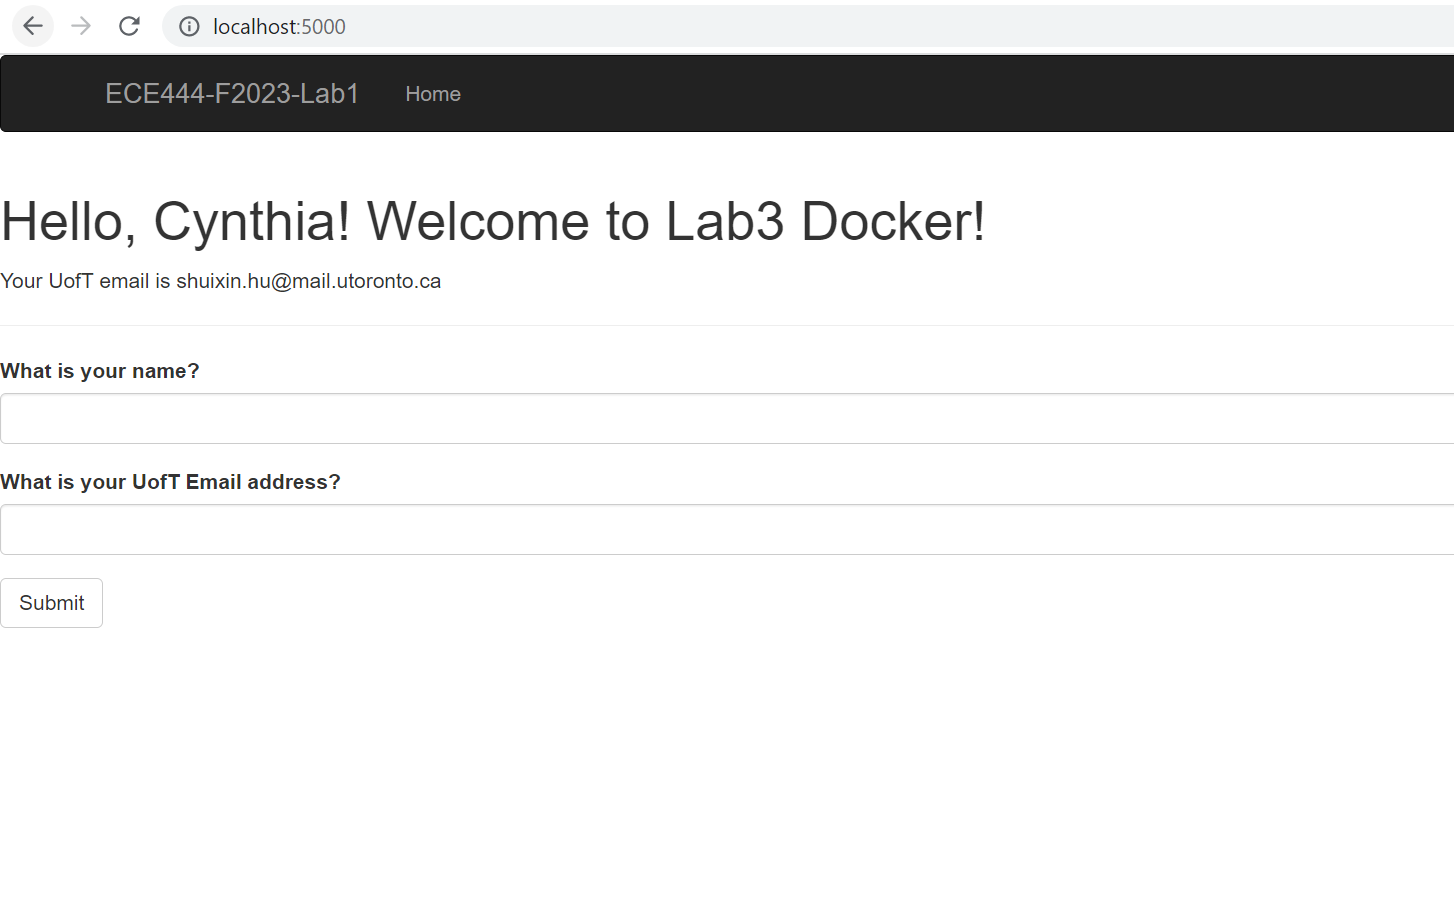 localhost:5000
ECE444-F2023-Lab1 Home
Hello, Cynthia! Welcome to Lab3 Docker!
Your UofT email is shuixin.hu@mail.utoronto.ca
What is your name?
What is your UofT Email address?
Submit